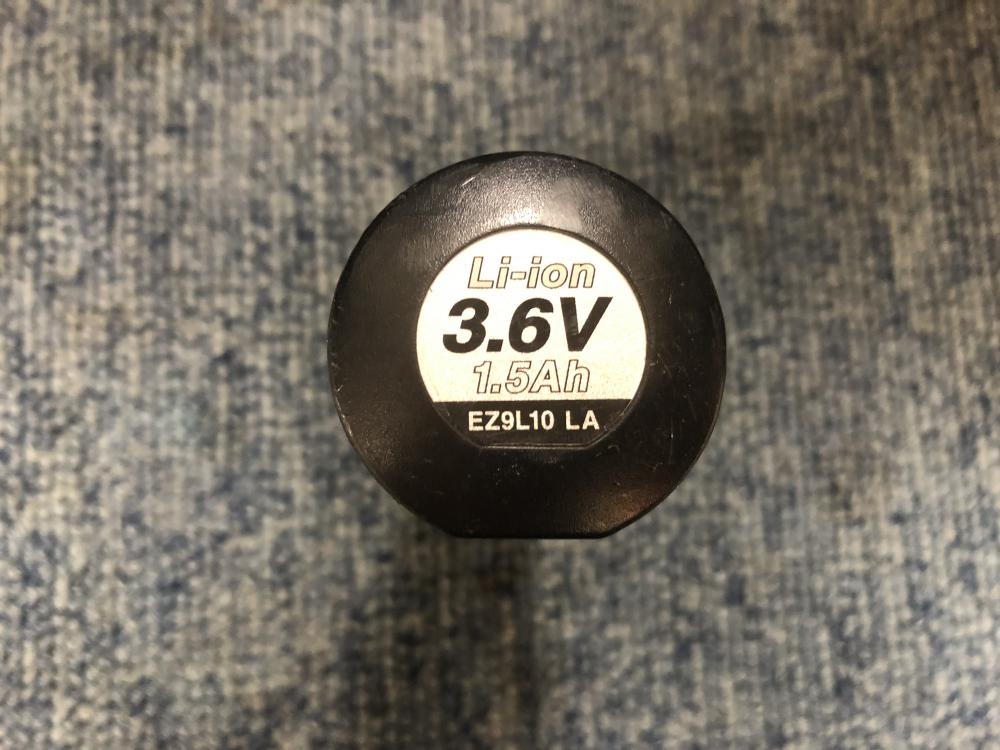 Li-ion
3.6V
1.5Ah
EZ9L10 LA